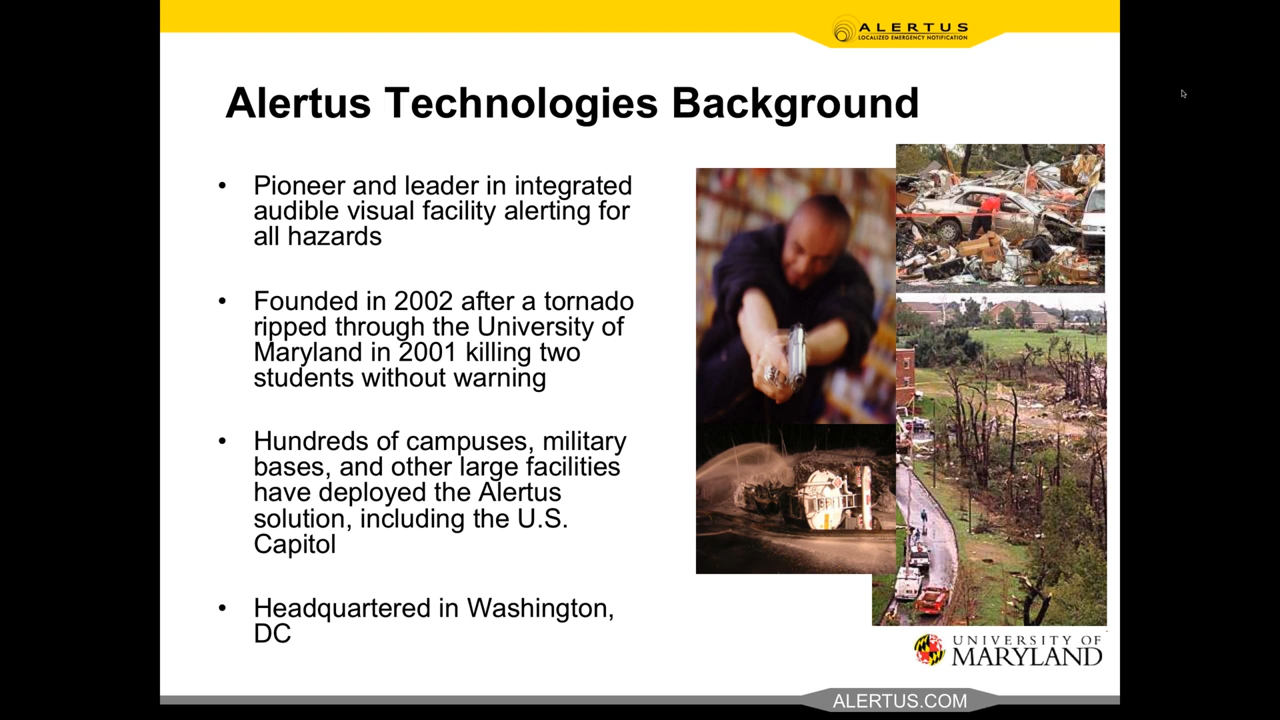 ALERTUS
LOCALIZED EMERGENCY NOTIFICATION
Alertus Technologies Background
• Pioneer and leader in integrated
audible visual facility alerting for
all hazards
• Founded in 2002 after a tornado
ripped through the University of
Maryland in 2001 killing two
students without warning
• Hundreds of campuses, military
bases, and other large facilities
have deployed the Alertus
solution, including the U.S.
Capitol
• Headquartered in Washington,
DC
UNIVERSITY OF
MARYLAND
ALERTUS.COM